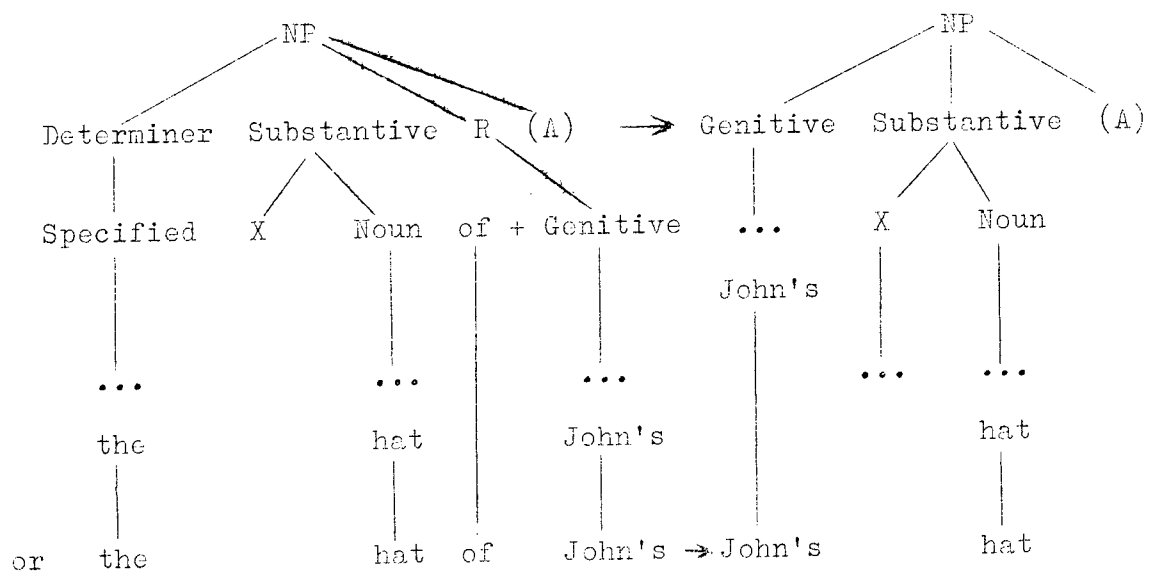 NP NP
Determiner Substantive R (A) → Genitive Substantive (A)
Specified X Noun of + Genitive ... X Noun
John's
... ... ... ... ...
the hat John's hat
or the hat of John's → John's hat